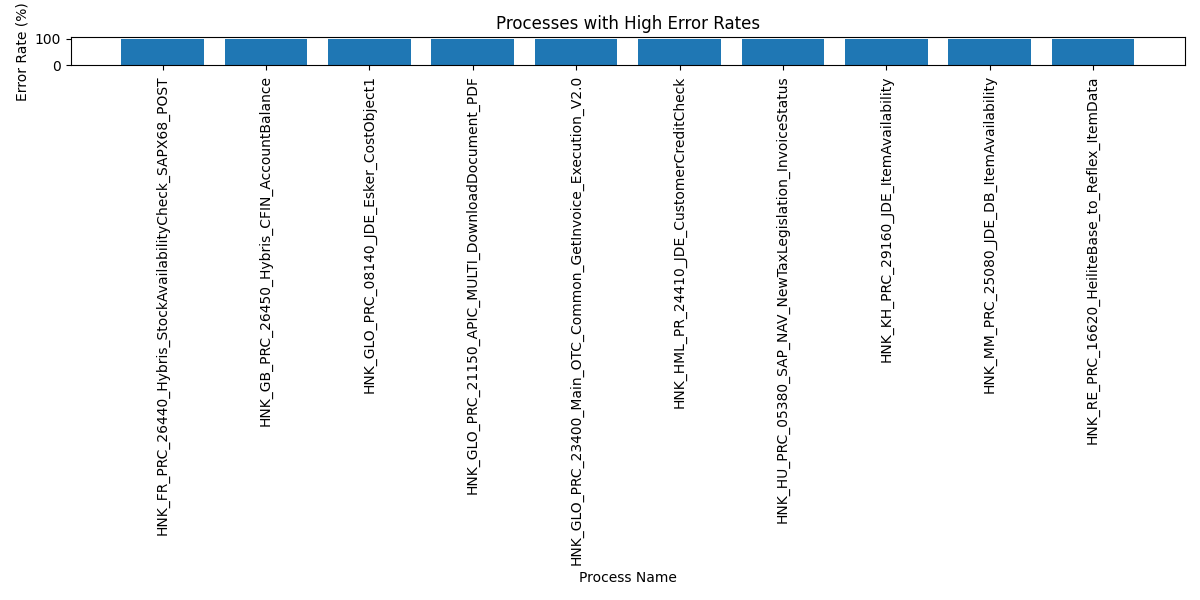 Processes with High Error Rates
Error Rate (%)
100
0
HNK_FR_PRC_26440_Hybris_StockAvailabilityCheck_SAPX68_POST
HNK_GB_PRC_26450_Hybris_CFIN_AccountBalance
HNK_GLO_PRC_08140_JDE_Esker_CostObject1
HNK_GLO_PRC_21150_APIC_MULTI_DownloadDocument_PDF
HNK_GLO_PRC_23400_Main_OTC_Common_GetInvoice_Execution_V2.0
HNK_HML_PR_24410_JDE_CustomerCreditCheck
HNK_HU_PRC_05380_SAP_NAV_NewTaxLegislation_InvoiceStatus
HNK_KH_PRC_29160_JDE_ItemAvailability
HNK_MM_PRC_25080_JDE_DB_ItemAvailability
HNK_RE_PRC_16620_HeiliteBase_to_Reflex_ItemData
Process Name